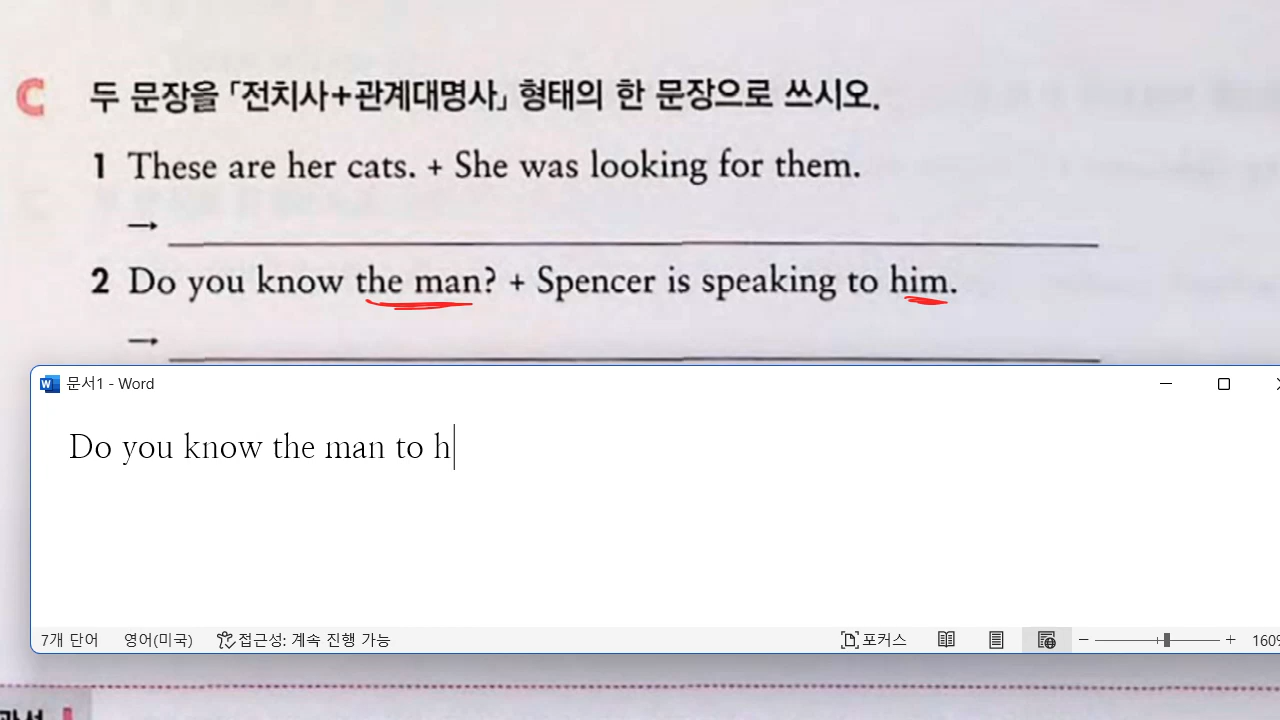 C 두 문장을 「전치사+관계대명사」 형태의 한 문장으로 쓰시오.
1 These are her cats. + She was looking for them.
→
2 Do you know the man? + Spencer is speaking to him.
→
문서1 - Word
Do you know the man to h
7개 단어 영어(미국) 접근성: 계속 진행 가능 포커스 − + 160%